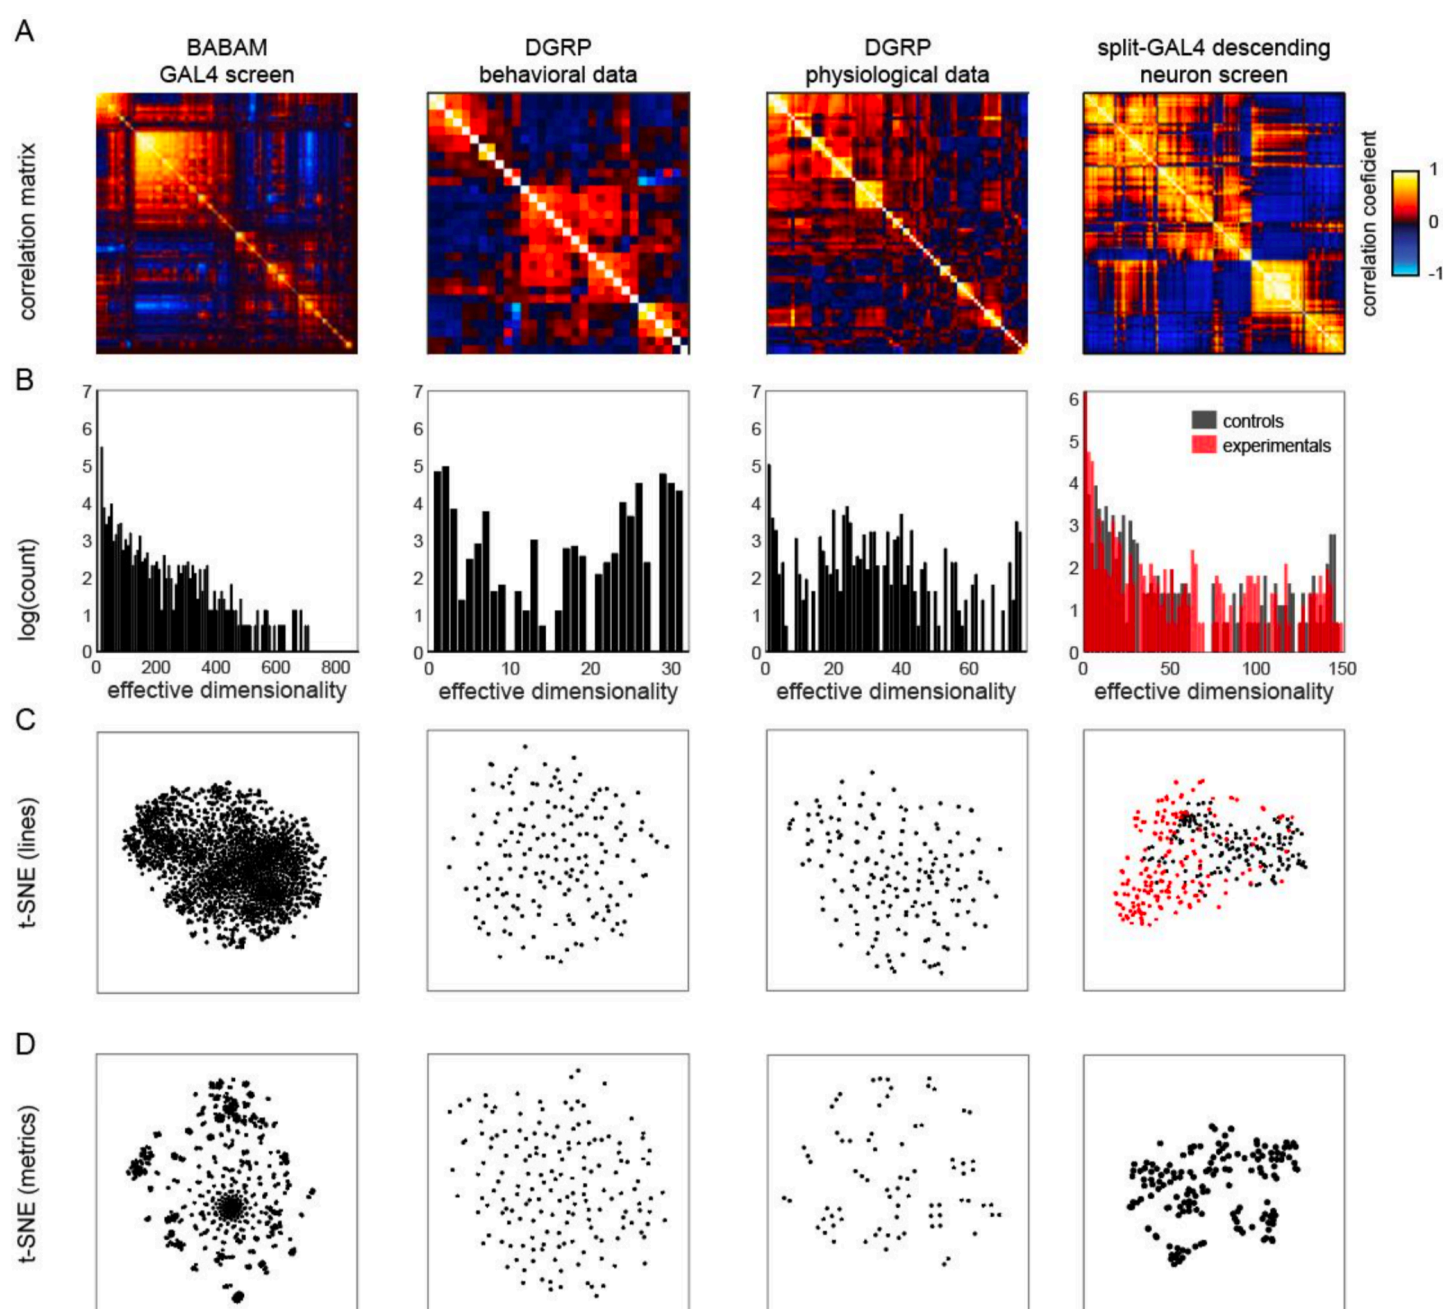 A
BABAM
GAL4 screen
DGRP
behavioral data
DGRP
physiological data
split-GAL4 descending
neuron screen
correlation matrix
correlation coeficient
1
0
-1
B
log(count)
7
6
5
4
3
2
1
0
0 200 400 600 800
effective dimensionality
7
6
5
4
3
2
1
0
0 10 20 30
effective dimensionality
7
6
5
4
3
2
1
0
0 20 40 60
effective dimensionality
6
5
4
3
2
1
0
controls
experimentals
0 50 100 150
effective dimensionality
C
t-SNE (lines)
D
t-SNE (metrics)